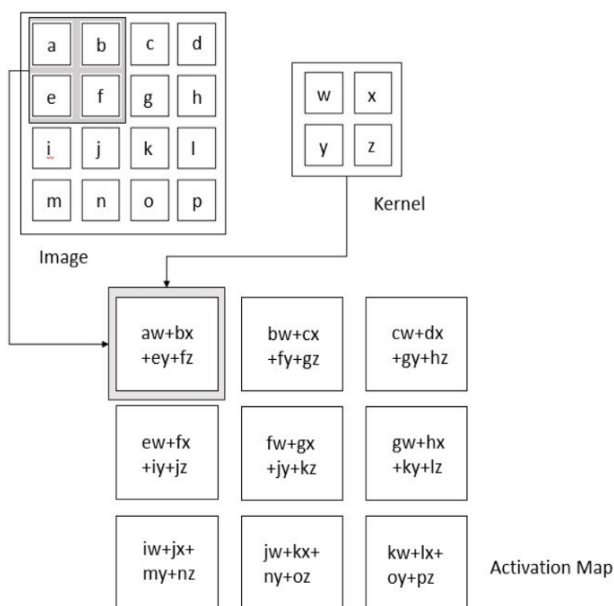 a b c d
e f g h
i j k l
m n o p
Image
w x
y z
Kernel
aw+bx
+ey+fz
bw+cx
+fy+gz
cw+dx
+gy+hz
ew+fx
+iy+jz
fw+gx
+jy+kz
gw+hx
+ky+lz
iw+jx+
my+nz
jw+kx+
ny+oz
kw+lx+
oy+pz
Activation Map